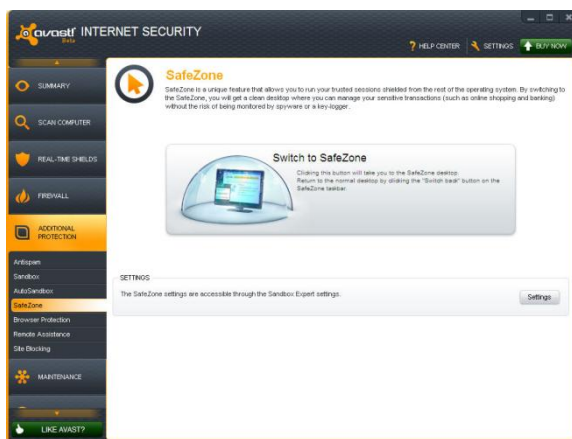 avast! INTERNET SECURITY
Beta
HELP CENTER
SETTINGS
BUY NOW
SUMMARY
SCAN COMPUTER
REAL-TIME SHIELDS
FIREWALL
ADDITIONAL
PROTECTION
Antispam
Sandbox
AutoSandbox
SafeZone
Browser Protection
Remote Assistance
Site Blocking
MAINTENANCE
LIKE AVAST?
SafeZone
SafeZone is a unique feature that allows you to run your trusted sessions shielded from the rest of the operating system. By switching to
the SafeZone, you will get a clean desktop where you can manage your sensitive transactions (such as online shopping and banking)
without the risk of being monitored by spyware or a key-logger.
Switch to SafeZone
Clicking this button will take you to the SafeZone desktop.
Return to the normal desktop by clicking the "Switch back" button on the
SafeZone taskbar.
SETTINGS
The SafeZone settings are accessible through the Sandbox Expert settings.
Settings